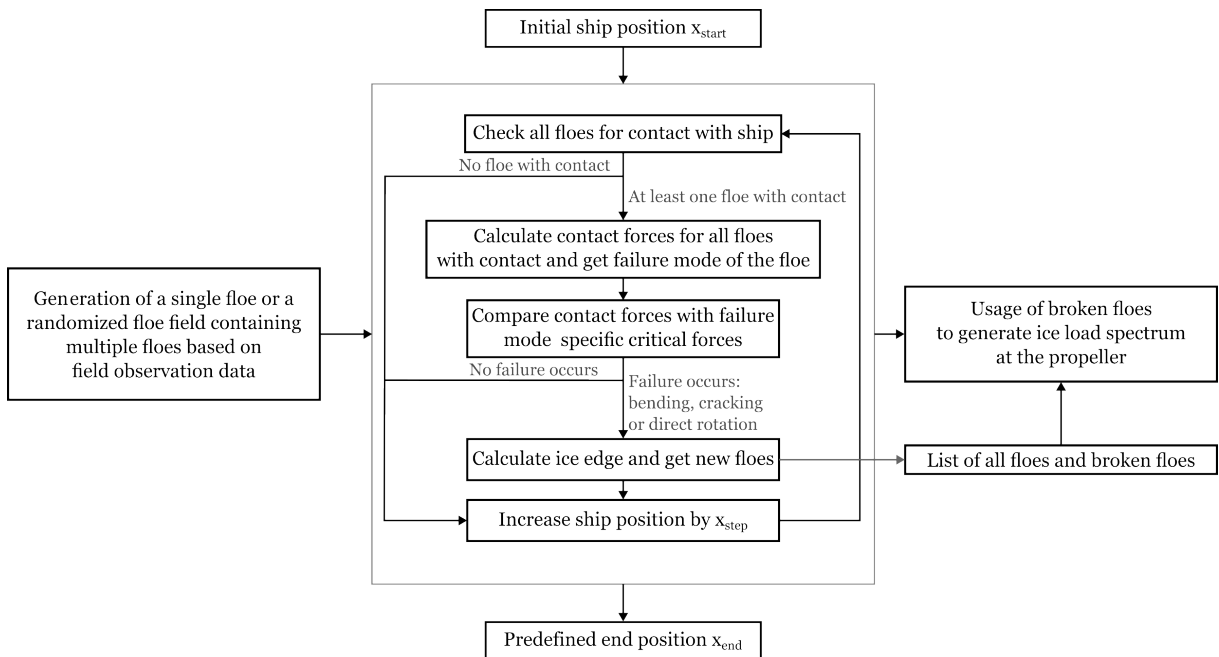 Initial ship position xstart
Check all floes for contact with ship
No floe with contact
At least one floe with contact
Calculate contact forces for all floes
with contact and get failure mode of the floe
Generation of a single floe or a
randomized floe field containing
multiple floes based on
field observation data
Compare contact forces with failure
mode specific critical forces
Usage of broken floes
to generate ice load spectrum
at the propeller
No failure occurs
Failure occurs:
bending, cracking
or direct rotation
Calculate ice edge and get new floes
List of all floes and broken floes
Increase ship position by xstep
Predefined end position xend